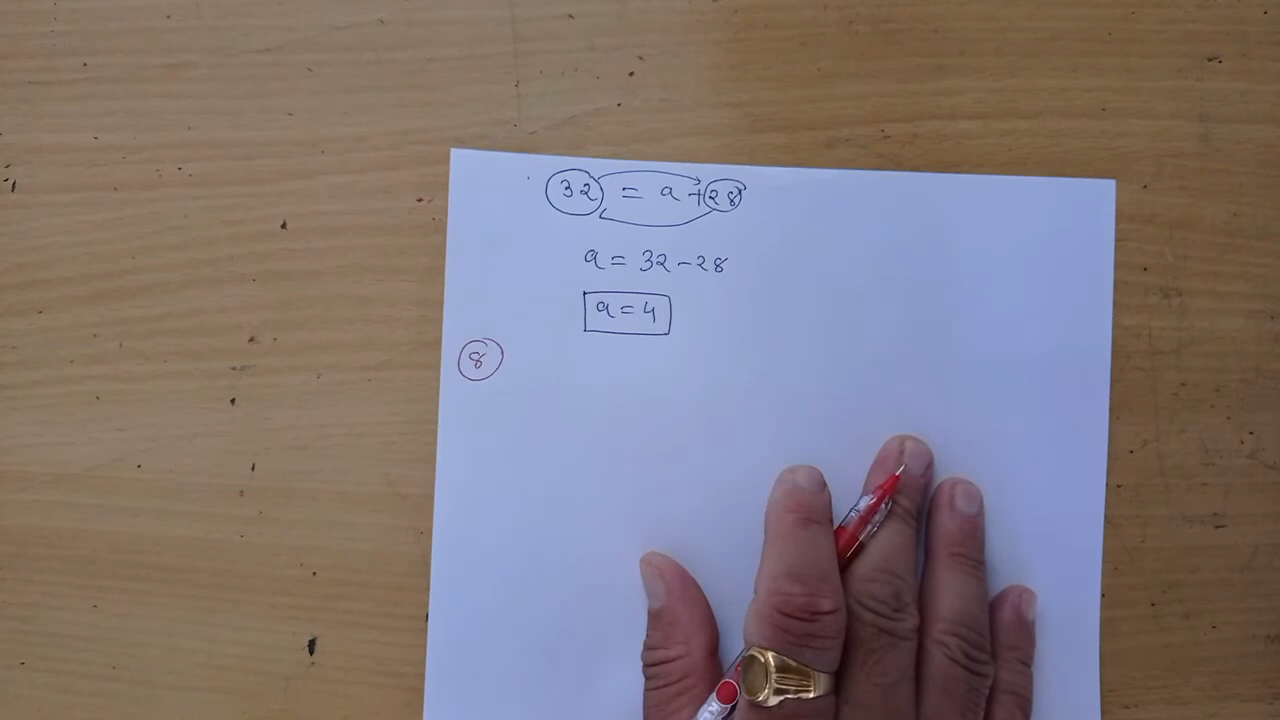 32 = a + 28
a = 32 - 28
a = 4
8